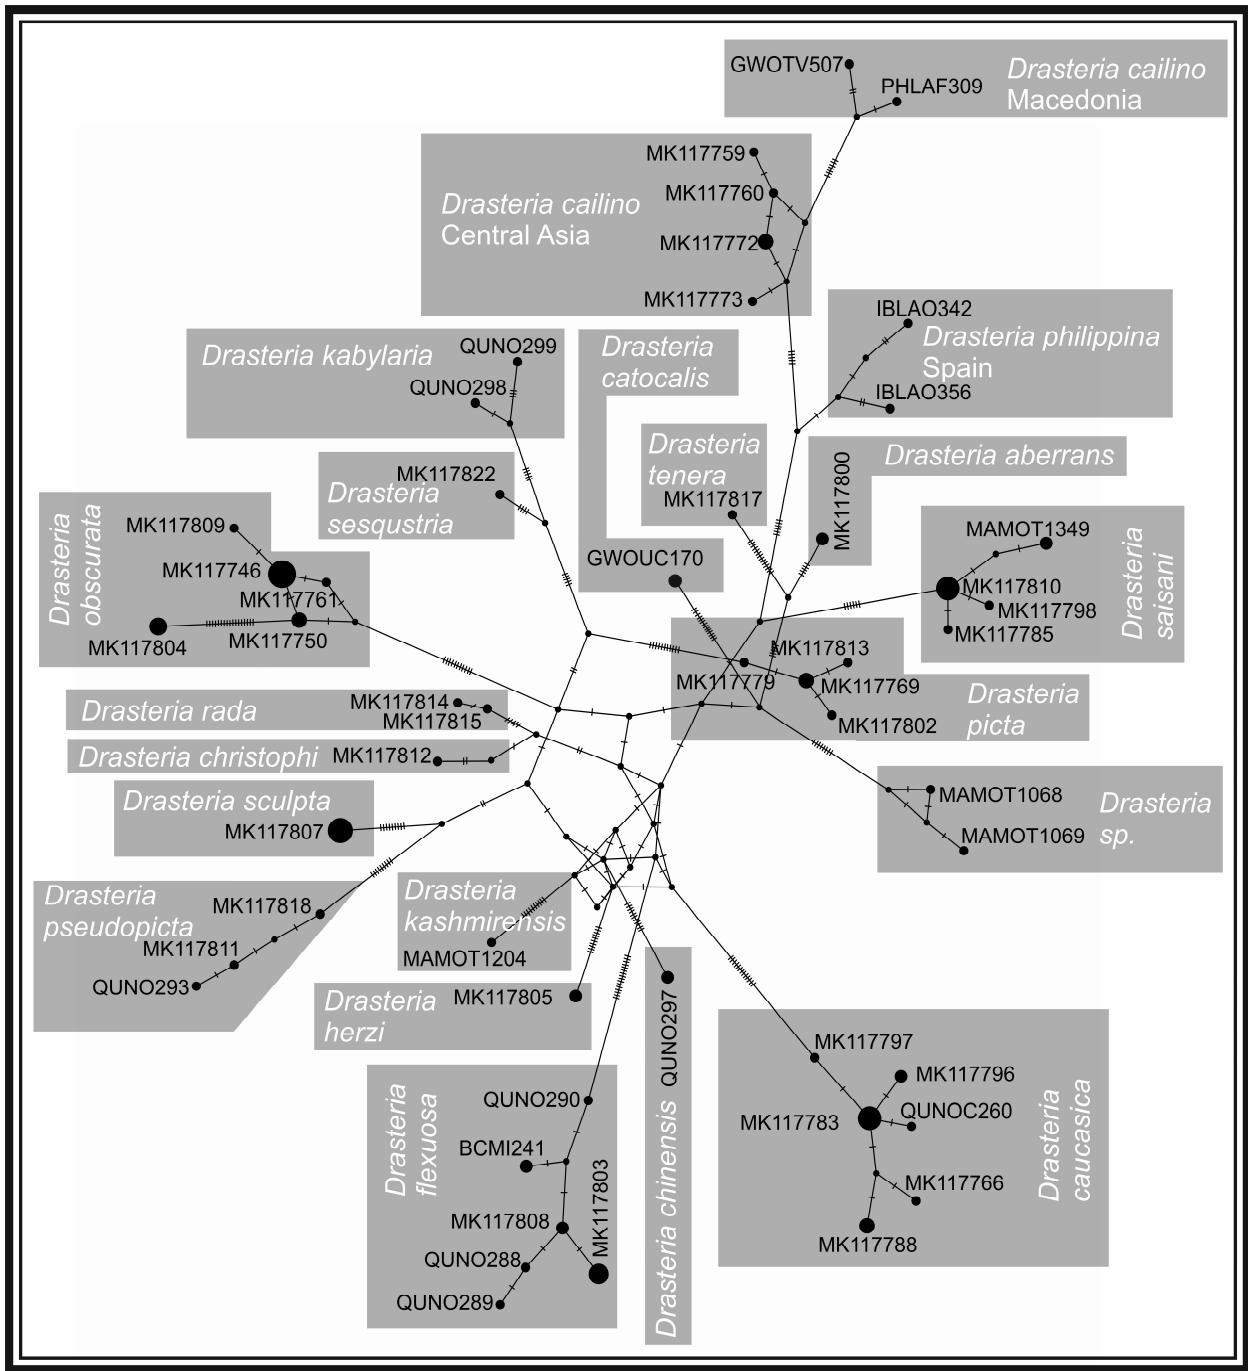 GWOTV507
PHLAF309
Drasteria cailino
Macedonia
MK117759
MK117760
Drasteria cailino
Central Asia
MK117772
MK117773
IBLAO342
Drasteria philippina
Spain
IBLAO356
Drasteria kabylaria
QUNO299
QUNO298
Drasteria
catocalis
Drasteria
tenera
MK117817
GWOUC170
MK117800
Drasteria aberrans
MK117822
Drasteria
sesqustria
Drasteria
obscurata
MK117809
MK117746
MK117761
MK117750
MK117804
MAMOT1349
MK117810
MK117798
MK117785
Drasteria
saisani
MK117813
MK117779
MK117769
MK117802
Drasteria
picta
Drasteria rada
MK117814
MK117815
Drasteria christophi
MK117812
Drasteria sculpta
MK117807
MAMOT1068
MAMOT1069
Drasteria
sp.
Drasteria
pseudopicta
MK117818
MK117811
QUNO293
Drasteria
kashmirensis
MAMOT1204
Drasteria
herzi
MK117805
QUNO297
Drasteria chinensis
Drasteria
flexuosa
QUNO290
BCMI241
MK117803
MK117808
QUNO288
QUNO289
MK117797
MK117796
MK117783
QUNOC260
MK117766
MK117788
Drasteria
caucasica